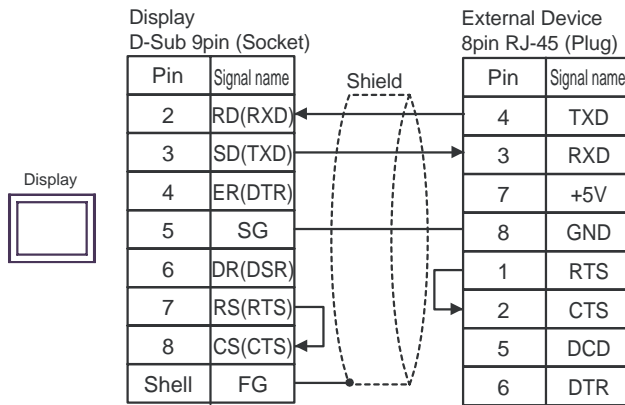 Display
D-Sub 9pin (Socket)
External Device
8pin RJ-45 (Plug)
Pin Signal name
Shield
Pin Signal name
2 RD(RXD)
4 TXD
3 SD(TXD)
3 RXD
Display
4 ER(DTR)
7 +5V
5 SG
8 GND
6 DR(DSR)
1 RTS
7 RS(RTS)
2 CTS
8 CS(CTS)
5 DCD
Shell FG
6 DTR